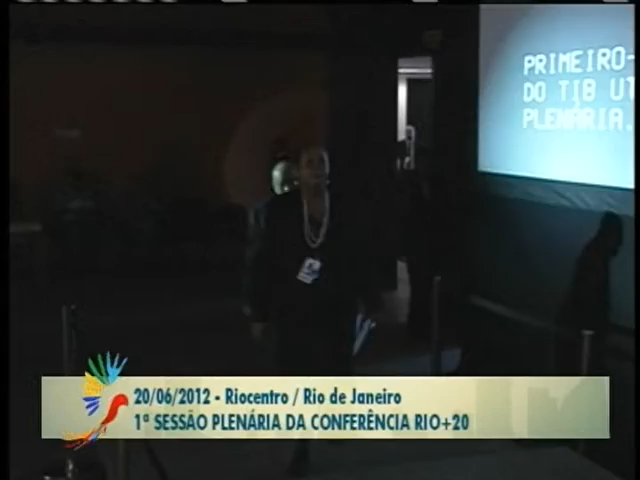 PRIMEIRO-
DO TIB UT
PLENÁRIA.
20/06/2012 - Riocentro / Rio de Janeiro
1ª SESSÃO PLENÁRIA DA CONFERÊNCIA RIO+20